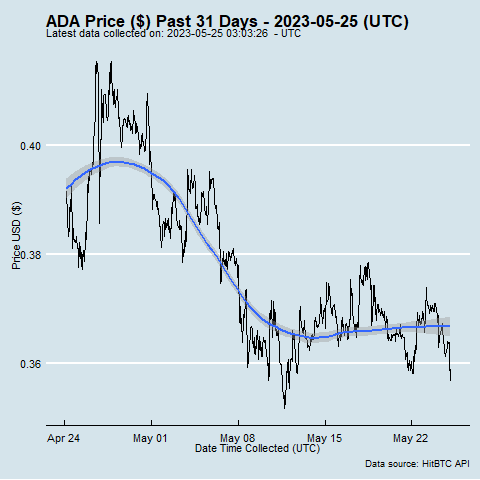 ADA Price ($) Past 31 Days - 2023-05-25 (UTC)
Latest data collected on: 2023-05-25 03:03:26 - UTC
0.40
0.38
0.36
Price USD ($)
Apr 24 May 01 May 08 May 15 May 22
Date Time Collected (UTC)
Data source: HitBTC API